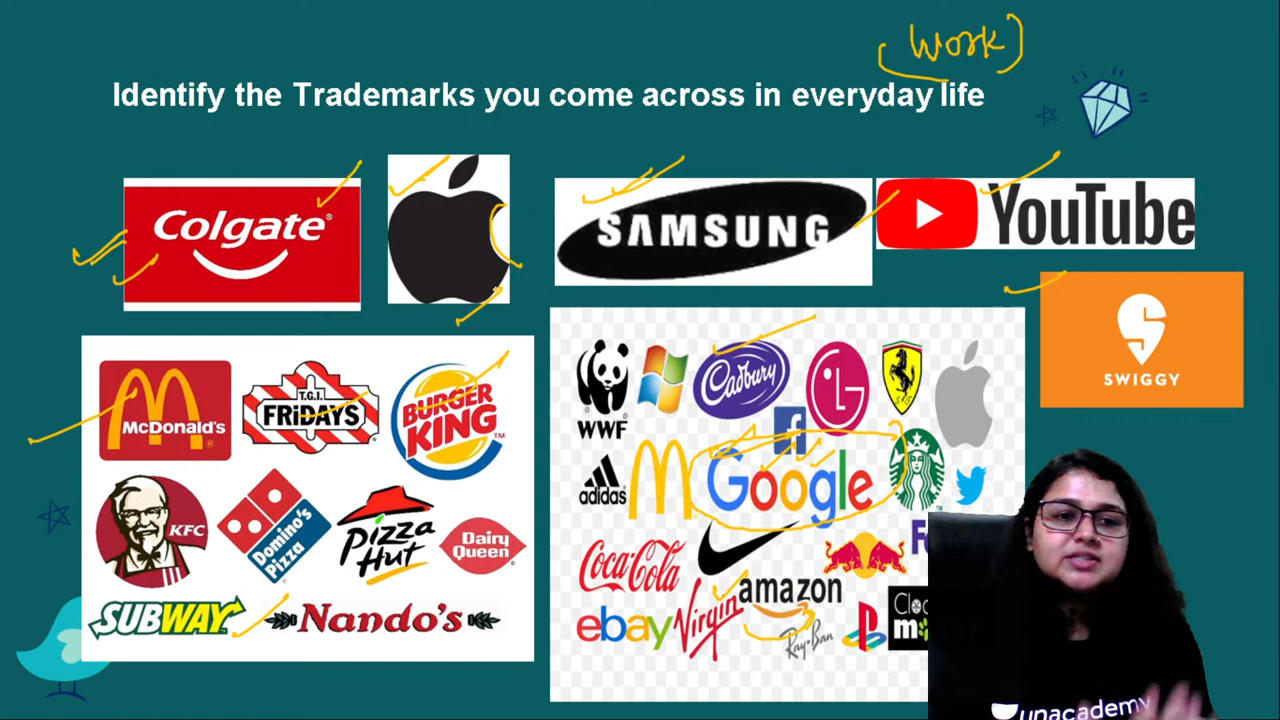 (Work)
Identify the Trademarks you come across in everyday life
Colgate®
SAMSUNG
YouTube
SWIGGY
McDonald's®
T.G.I.
FRiDAYS®
BURGER
KING™
KFC
Domino's
Pizza
Pizza
Hut
Dairy
Queen®
SUBWAY
Nando's
WWF
Cadbury
LG
f
adidas
Google
Coca-Cola
amazon
ebay
Virgin
Ray-Ban
unacademy